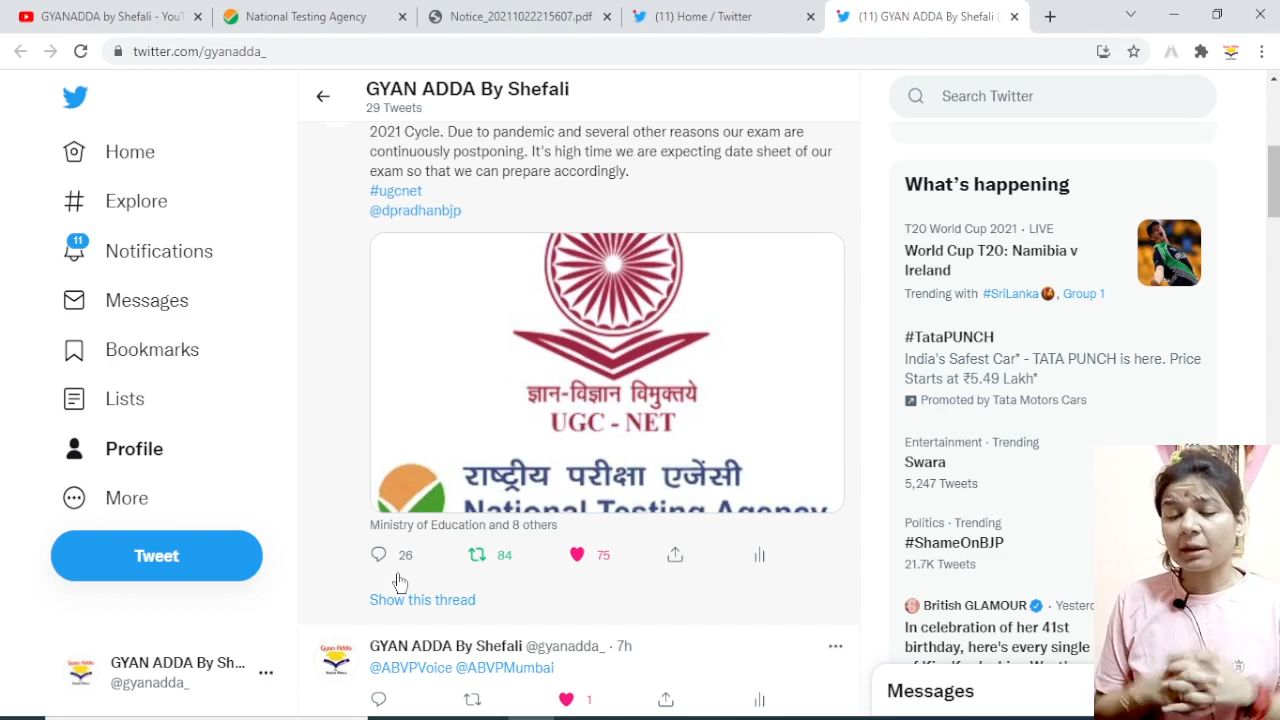 GYANADDA by Shefali - YouT
National Testing Agency
Notice_20211022215607.pdf
(11) Home / Twitter
(11) GYAN ADDA By Shefali (
twitter.com/gyanadda_
GYAN ADDA By Shefali
29 Tweets
Search Twitter
Home
Explore
11
Notifications
Messages
Bookmarks
Lists
Profile
More
Tweet
GYAN ADDA By Sh...
@gyanadda_
2021 Cycle. Due to pandemic and several other reasons our exam are
continuously postponing. It's high time we are expecting date sheet of our
exam so that we can prepare accordingly.
#ugcnet
@dpradhanbjp
ज्ञान-विज्ञान विमुक्तये
UGC - NET
राष्ट्रीय परीक्षा एजेंसी
National Testing Agency
Ministry of Education and 8 others
26 84 75
Show this thread
GYAN ADDA By Shefali @gyanadda_ · 7h
@ABVPVoice @ABVPMumbai
1
What's happening
T20 World Cup 2021 · LIVE
World Cup T20: Namibia v
Ireland
Trending with #SriLanka, Group 1
#TataPUNCH
India's Safest Car* - TATA PUNCH is here. Price
Starts at ₹5.49 Lakh*
Promoted by Tata Motors Cars
Entertainment · Trending
Swara
5,247 Tweets
Politics · Trending
#ShameOnBJP
21.7K Tweets
British GLAMOUR · Yesterd
In celebration of her 41st
birthday, here's every single
Messages